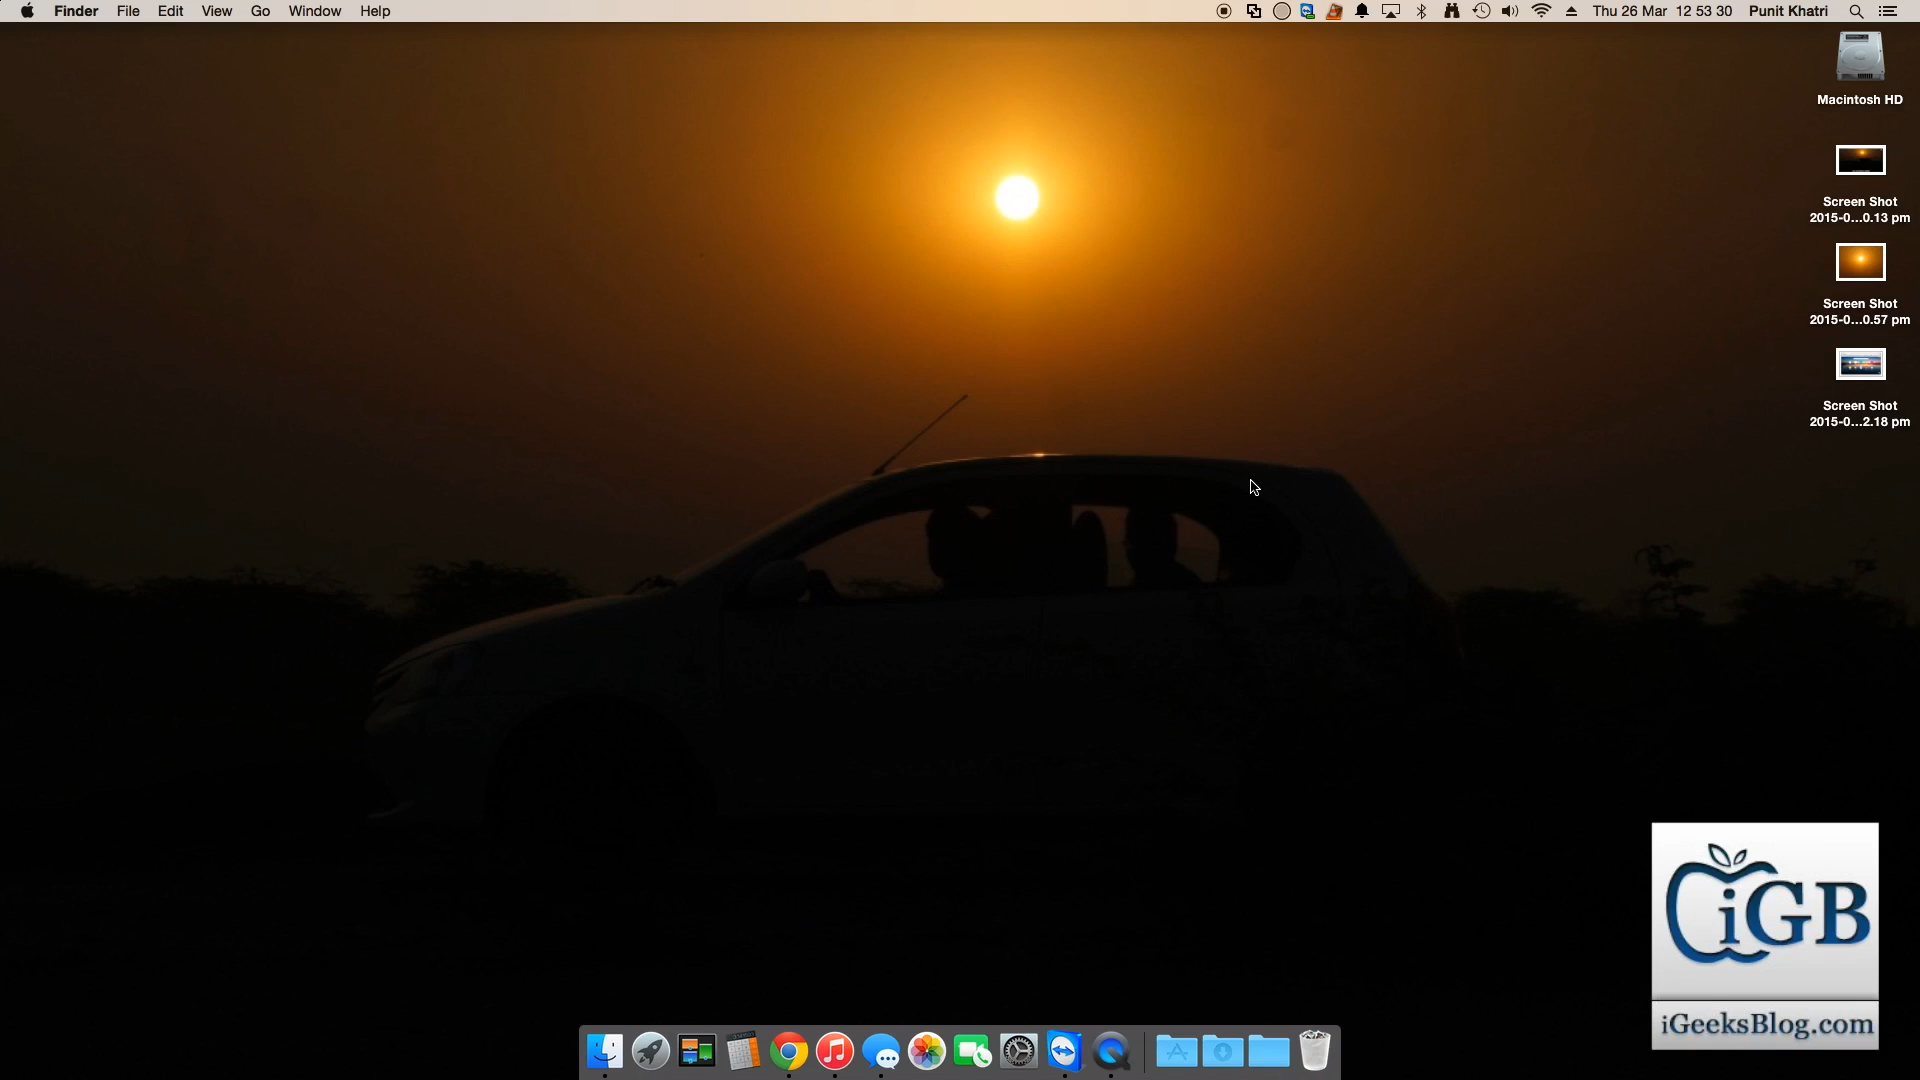 Finder File Edit View Go Window Help Thu 26 Mar 12 53 30 Punit Khatri
Macintosh HD
Screen Shot
2015-0...0.13 pm
Screen Shot
2015-0...0.57 pm
Screen Shot
2015-0...2.18 pm
iGB
iGeeksBlog.com